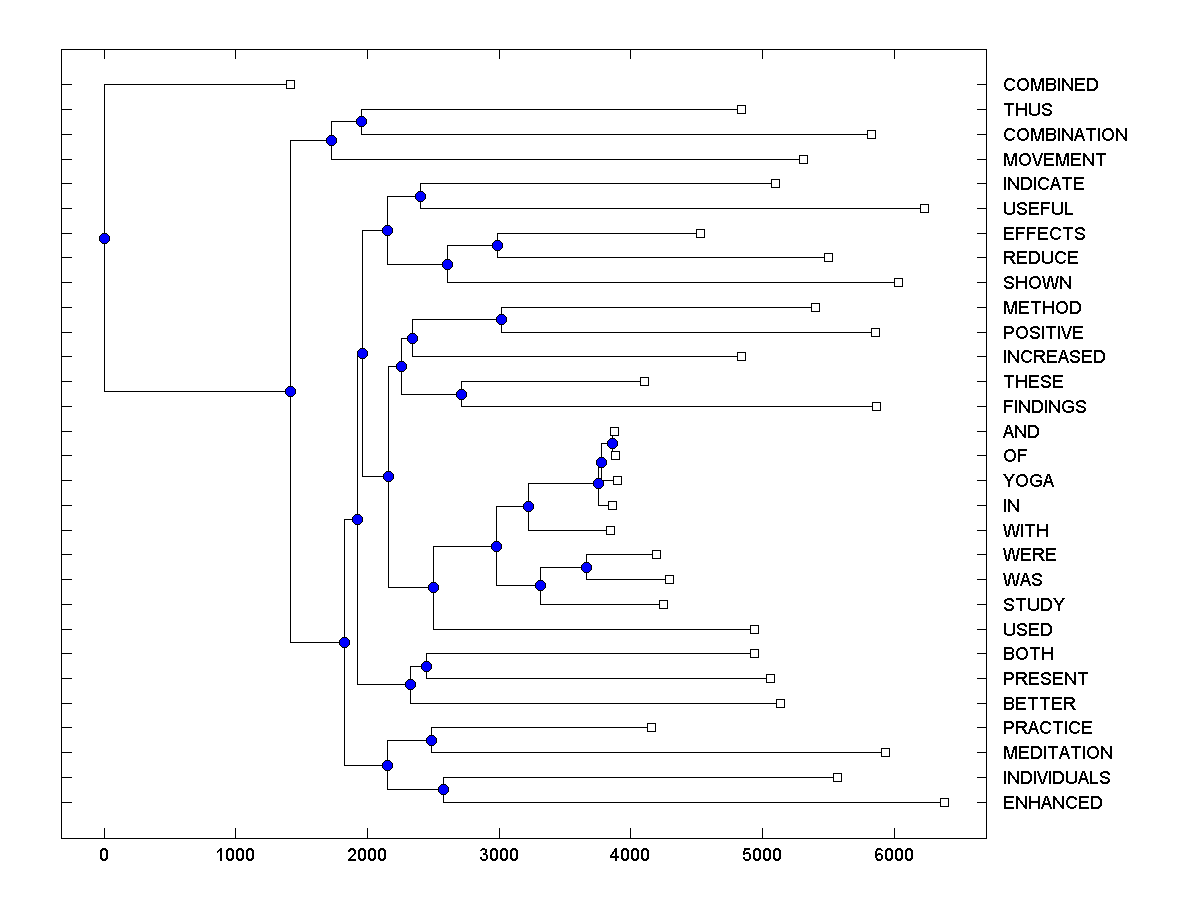 COMBINED
THUS
COMBINATION
MOVEMENT
INDICATE
USEFUL
EFFECTS
REDUCE
SHOWN
METHOD
POSITIVE
INCREASED
THESE
FINDINGS
AND
OF
YOGA
IN
WITH
WERE
WAS
STUDY
USED
BOTH
PRESENT
BETTER
PRACTICE
MEDITATION
INDIVIDUALS
ENHANCED
0 1000 2000 3000 4000 5000 6000